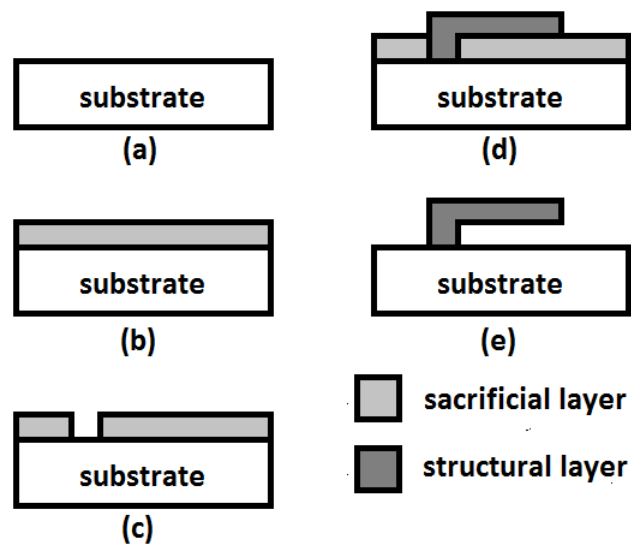 substrate
(a)
substrate
(b)
substrate
(c)
substrate
(d)
substrate
(e)
sacrificial layer
structural layer